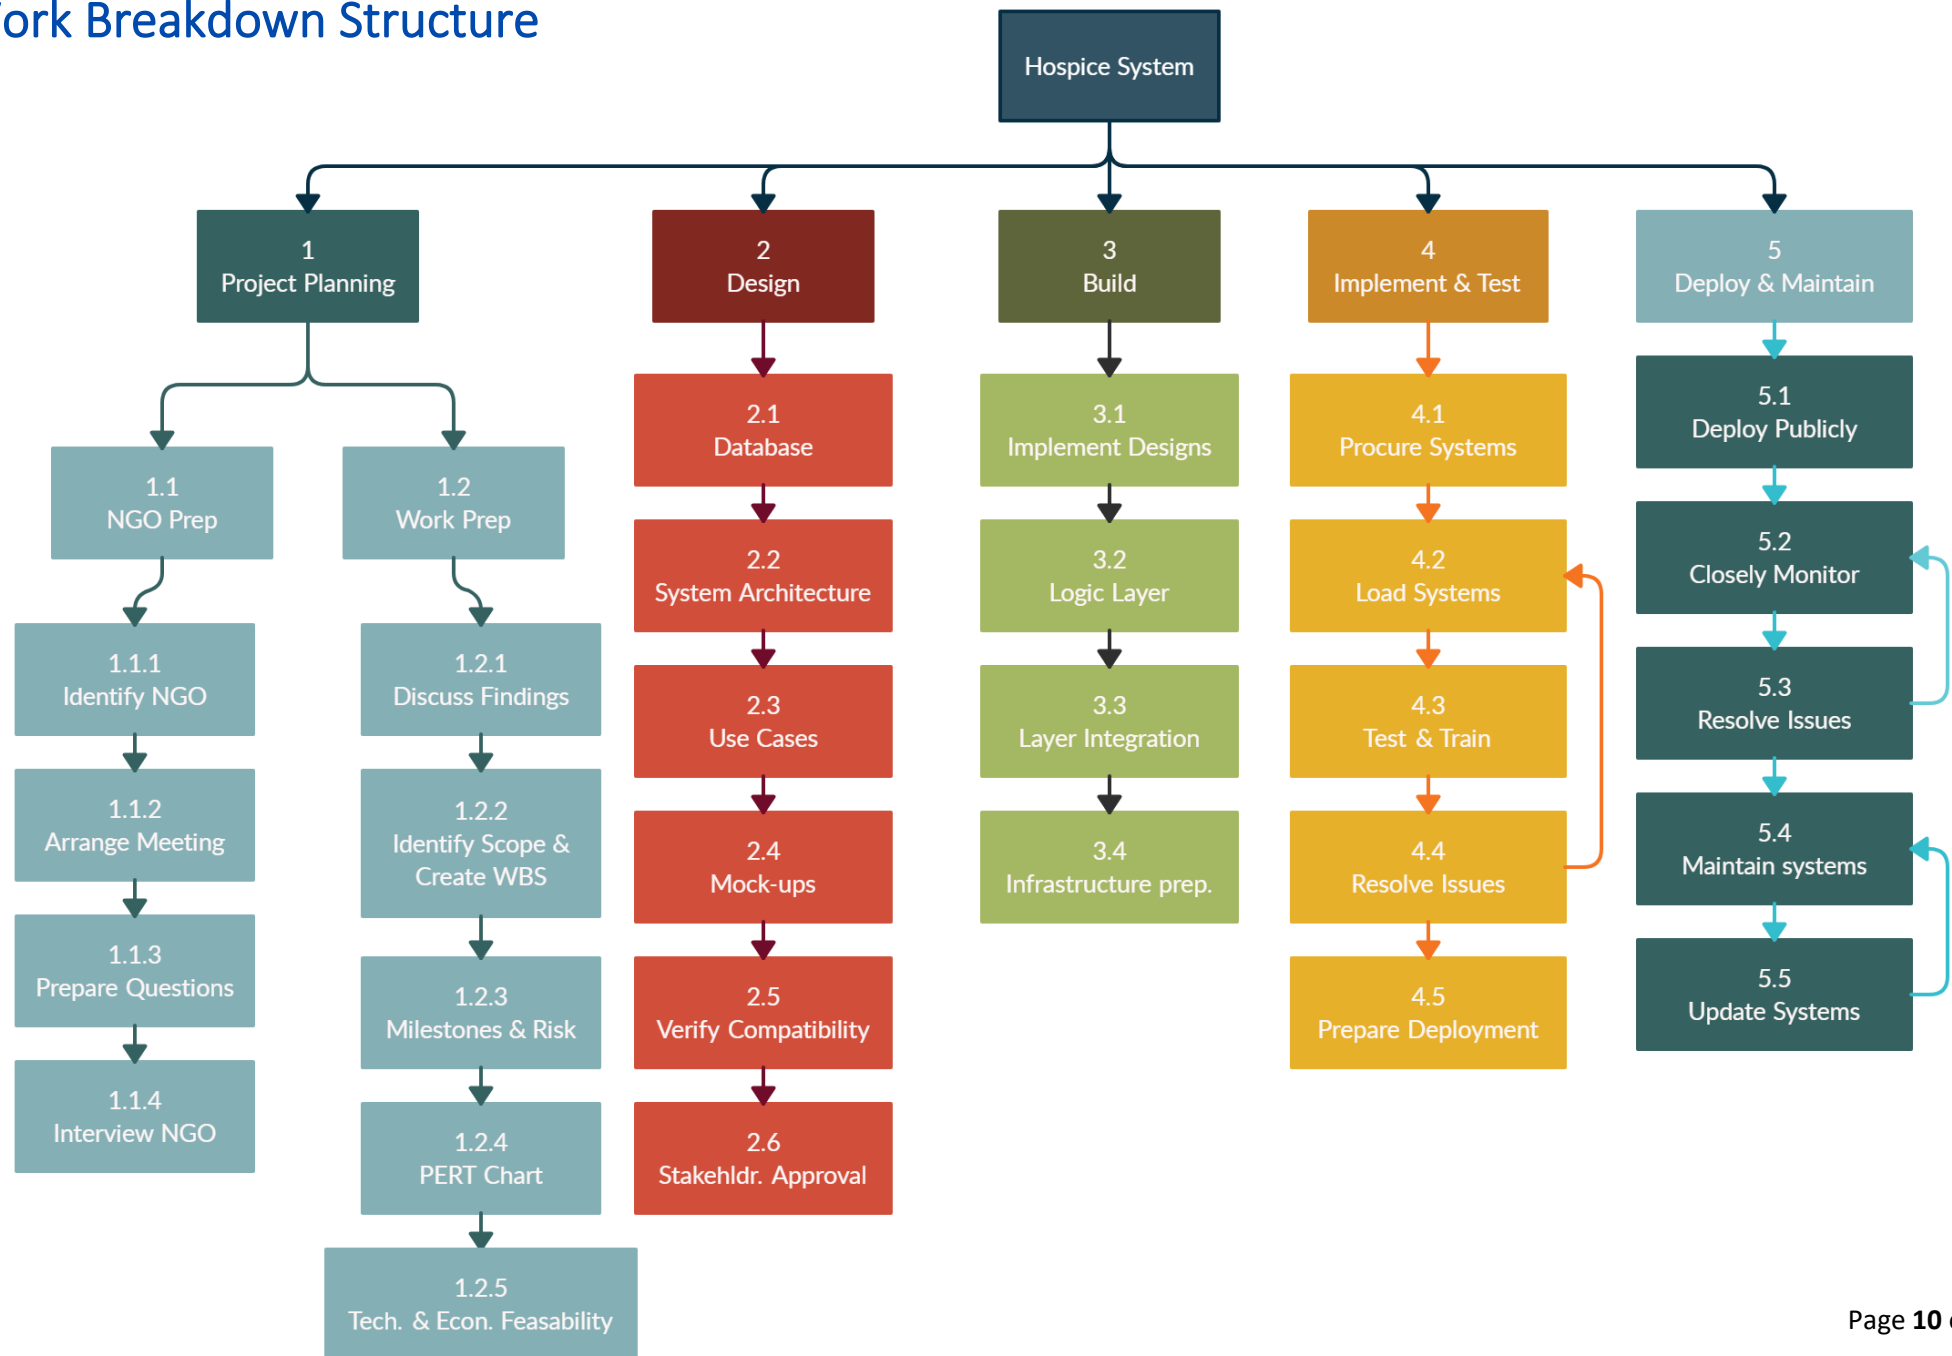 ork Breakdown Structure
Hospice System
1
Project Planning
1.1
NGO Prep
1.1.1
Identify NGO
1.1.2
Arrange Meeting
1.1.3
Prepare Questions
1.1.4
Interview NGO
1.2
Work Prep
1.2.1
Discuss Findings
1.2.2
Identify Scope &
Create WBS
1.2.3
Milestones & Risk
1.2.4
PERT Chart
1.2.5
Tech. & Econ. Feasability
2
Design
2.1
Database
2.2
System Architecture
2.3
Use Cases
2.4
Mock-ups
2.5
Verify Compatibility
2.6
Stakehldr. Approval
3
Build
3.1
Implement Designs
3.2
Logic Layer
3.3
Layer Integration
3.4
Infrastructure prep.
4
Implement & Test
4.1
Procure Systems
4.2
Load Systems
4.3
Test & Train
4.4
Resolve Issues
4.5
Prepare Deployment
5
Deploy & Maintain
5.1
Deploy Publicly
5.2
Closely Monitor
5.3
Resolve Issues
5.4
Maintain systems
5.5
Update Systems
Page 10